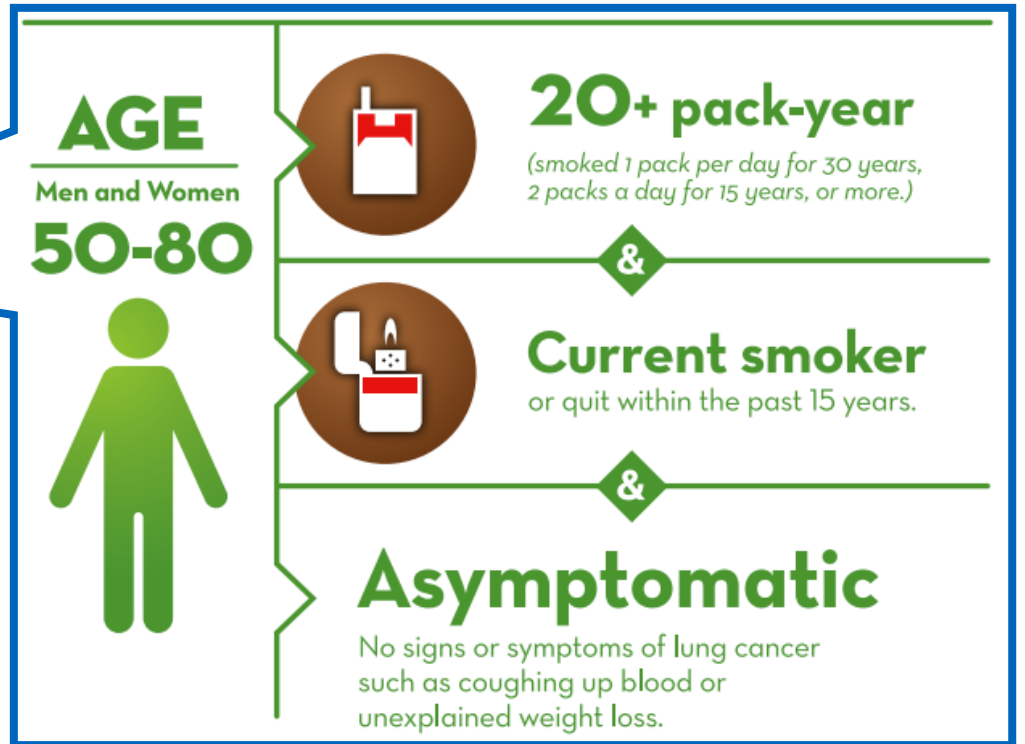 AGE
Men and Women
50-80
20+ pack-year
(smoked 1 pack per day for 30 years,
2 packs a day for 15 years, or more.)
&
Current smoker
or quit within the past 15 years.
&
Asymptomatic
No signs or symptoms of lung cancer
such as coughing up blood or
unexplained weight loss.